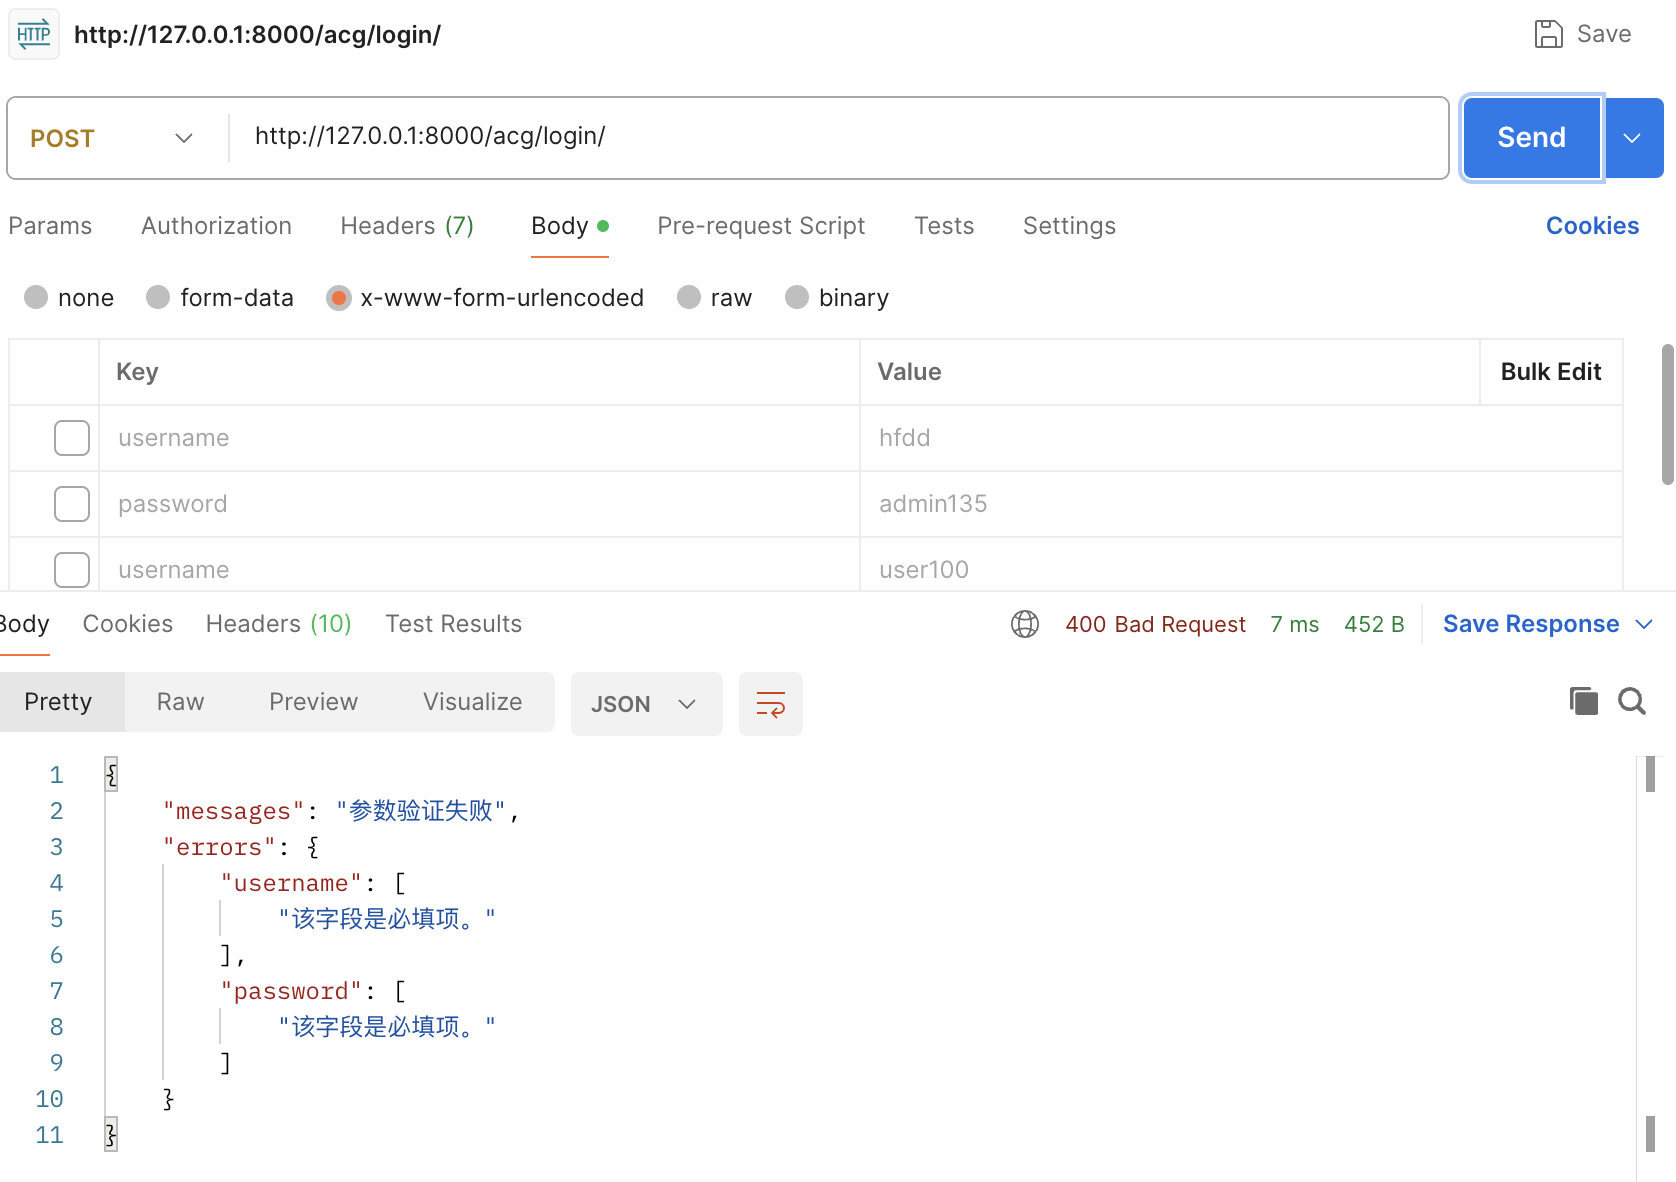 HTTP http://127.0.0.1:8000/acg/login/ Save
POST http://127.0.0.1:8000/acg/login/ Send
Params Authorization Headers (7) Body Pre-request Script Tests Settings Cookies
none form-data x-www-form-urlencoded raw binary
Key Value Bulk Edit
username hfdd
password admin135
username user100
Body Cookies Headers (10) Test Results 400 Bad Request 7 ms 452 B Save Response
Pretty Raw Preview Visualize JSON
1 {
2 "messages": "参数验证失败",
3 "errors": {
4 "username": [
5 "该字段是必填项。"
6 ],
7 "password": [
8 "该字段是必填项。"
9 ]
10 }
11 }